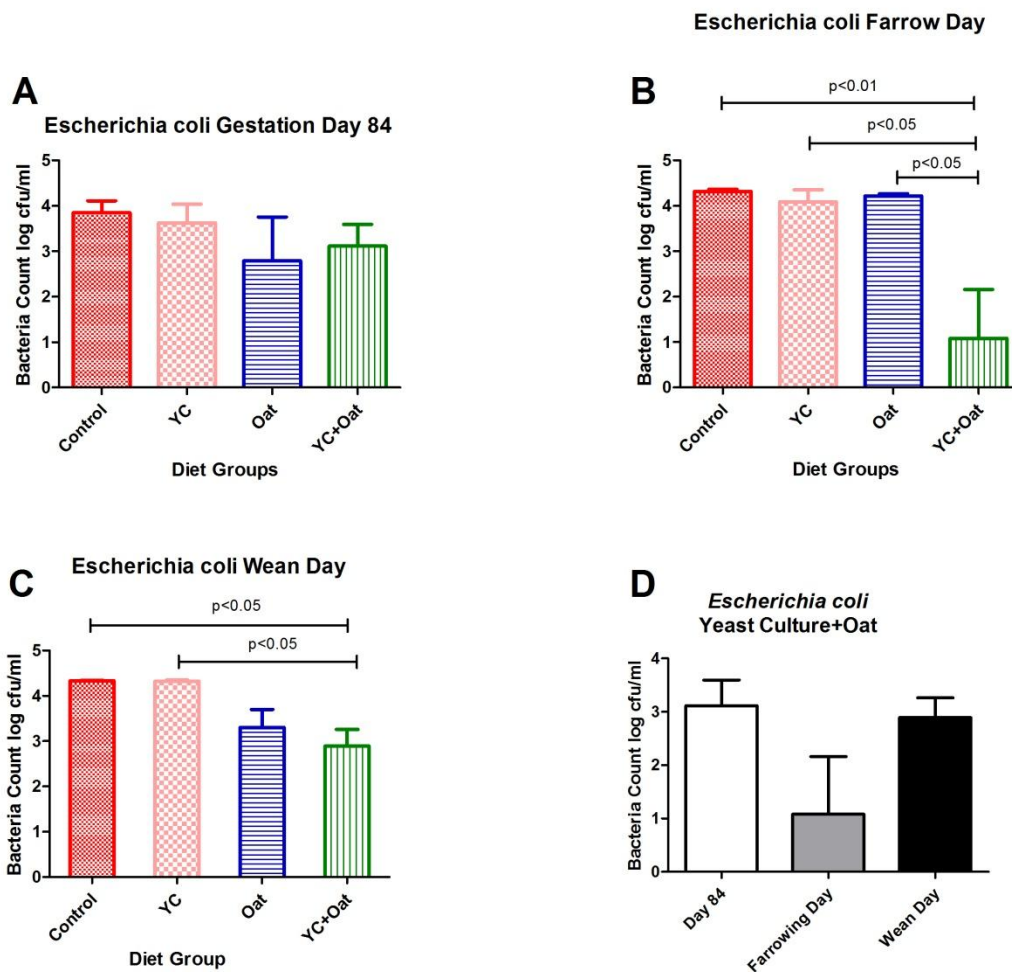 A
Escherichia coli Gestation Day 84
Bacteria Count log cfu/ml
5
4
3
2
1
0
Control
YC
Oat
YC+Oat
Diet Groups
Escherichia coli Farrow Day
B
p<0.01
p<0.05
p<0.05
Bacteria Count log cfu/ml
5
4
3
2
1
0
Control
YC
Oat
YC+Oat
Diet Groups
Escherichia coli Wean Day
C
p<0.05
p<0.05
Bacteria Count log cfu/ml
5
4
3
2
1
0
Control
YC
Oat
YC+Oat
Diet Group
D
Escherichia coli
Yeast Culture+Oat
Bacteria Count log cfu/ml
4
3
2
1
0
Day 84
Farrowing Day
Wean Day